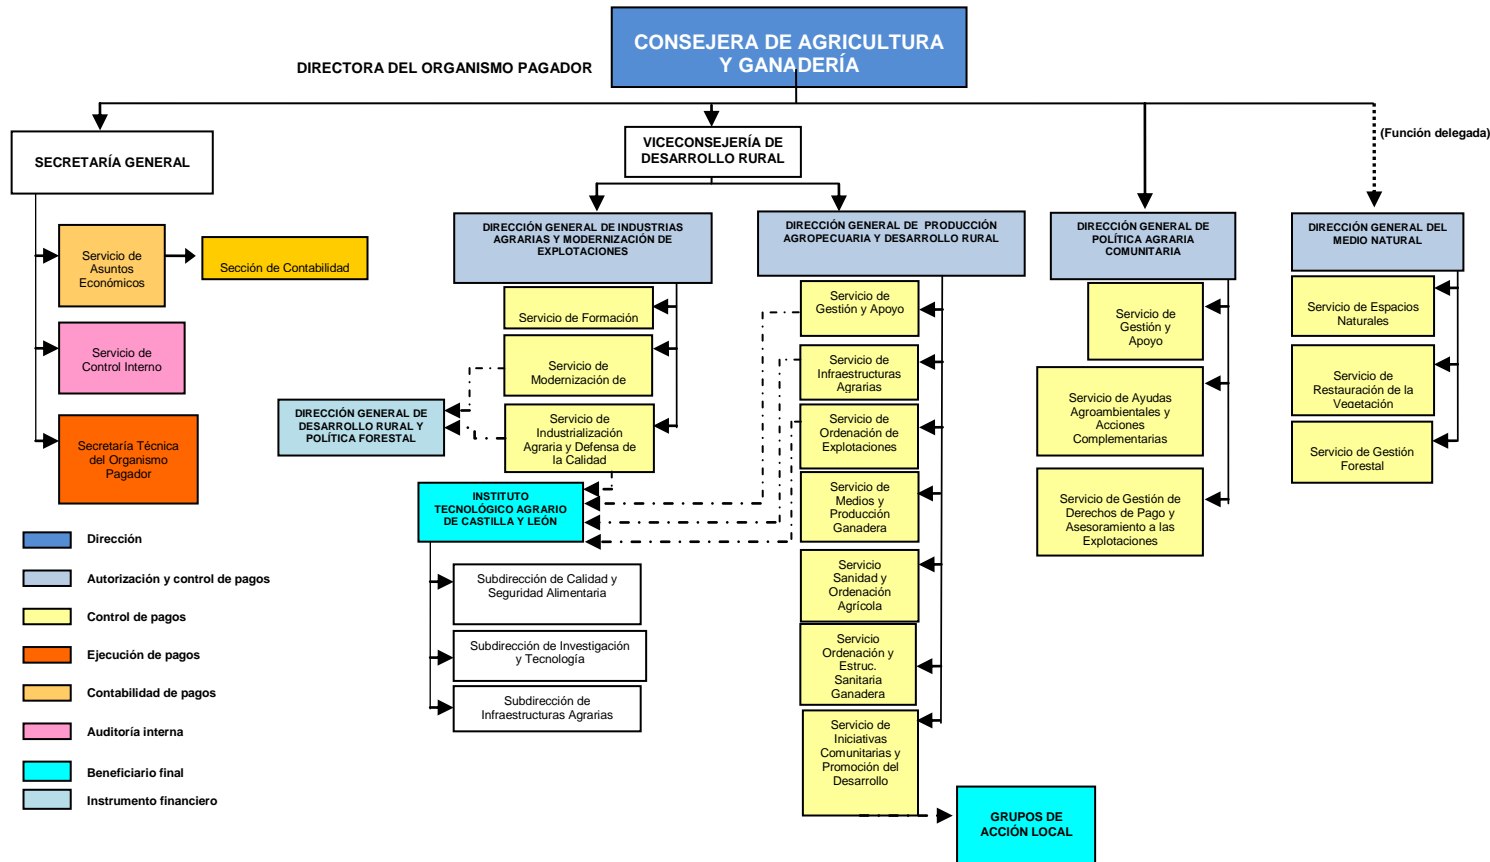 CONSEJERA DE AGRICULTURA
Y GANADERÍA
DIRECTORA DEL ORGANISMO PAGADOR
(Función delegada)
SECRETARÍA GENERAL
VICECONSEJERÍA DE
DESARROLLO RURAL
DIRECCIÓN GENERAL DE INDUSTRIAS
AGRARIAS Y MODERNIZACIÓN DE
EXPLOTACIONES
DIRECCIÓN GENERAL DE PRODUCCIÓN
AGROPECUARIA Y DESARROLLO RURAL
DIRECCIÓN GENERAL DE
POLÍTICA AGRARIA
COMUNITARIA
DIRECCIÓN GENERAL DEL
MEDIO NATURAL
Servicio de
Asuntos
Económicos
Sección de Contabilidad
Servicio de
Control Interno
Secretaría Técnica
del Organismo
Pagador
Servicio de Formación
Servicio de
Modernización de
Servicio de
Industrialización
Agraria y Defensa de
la Calidad
DIRECCIÓN GENERAL DE
DESARROLLO RURAL Y
POLÍTICA FORESTAL
INSTITUTO
TECNOLÓGICO AGRARIO
DE CASTILLA Y LEÓN
Subdirección de Calidad y
Seguridad Alimentaria
Subdirección de Investigación
y Tecnología
Subdirección de
Infraestructuras Agrarias
Servicio de
Gestión y Apoyo
Servicio de
Infraestructuras
Agrarias
Servicio de
Ordenación de
Explotaciones
Servicio de
Medios y
Producción
Ganadera
Servicio
Sanidad y
Ordenación
Agrícola
Servicio
Ordenación y
Estruc.
Sanitaria
Ganadera
Servicio de
Iniciativas
Comunitarias y
Promoción del
Desarrollo
GRUPOS DE
ACCIÓN LOCAL
Servicio de
Gestión y
Apoyo
Servicio de Ayudas
Agroambientales y
Acciones
Complementarias
Servicio de Gestión de
Derechos de Pago y
Asesoramiento a las
Explotaciones
Servicio de Espacios
Naturales
Servicio de
Restauración de la
Vegetación
Servicio de Gestión
Forestal
Dirección
Autorización y control de pagos
Control de pagos
Ejecución de pagos
Contabilidad de pagos
Auditoría interna
Beneficiario final
Instrumento financiero